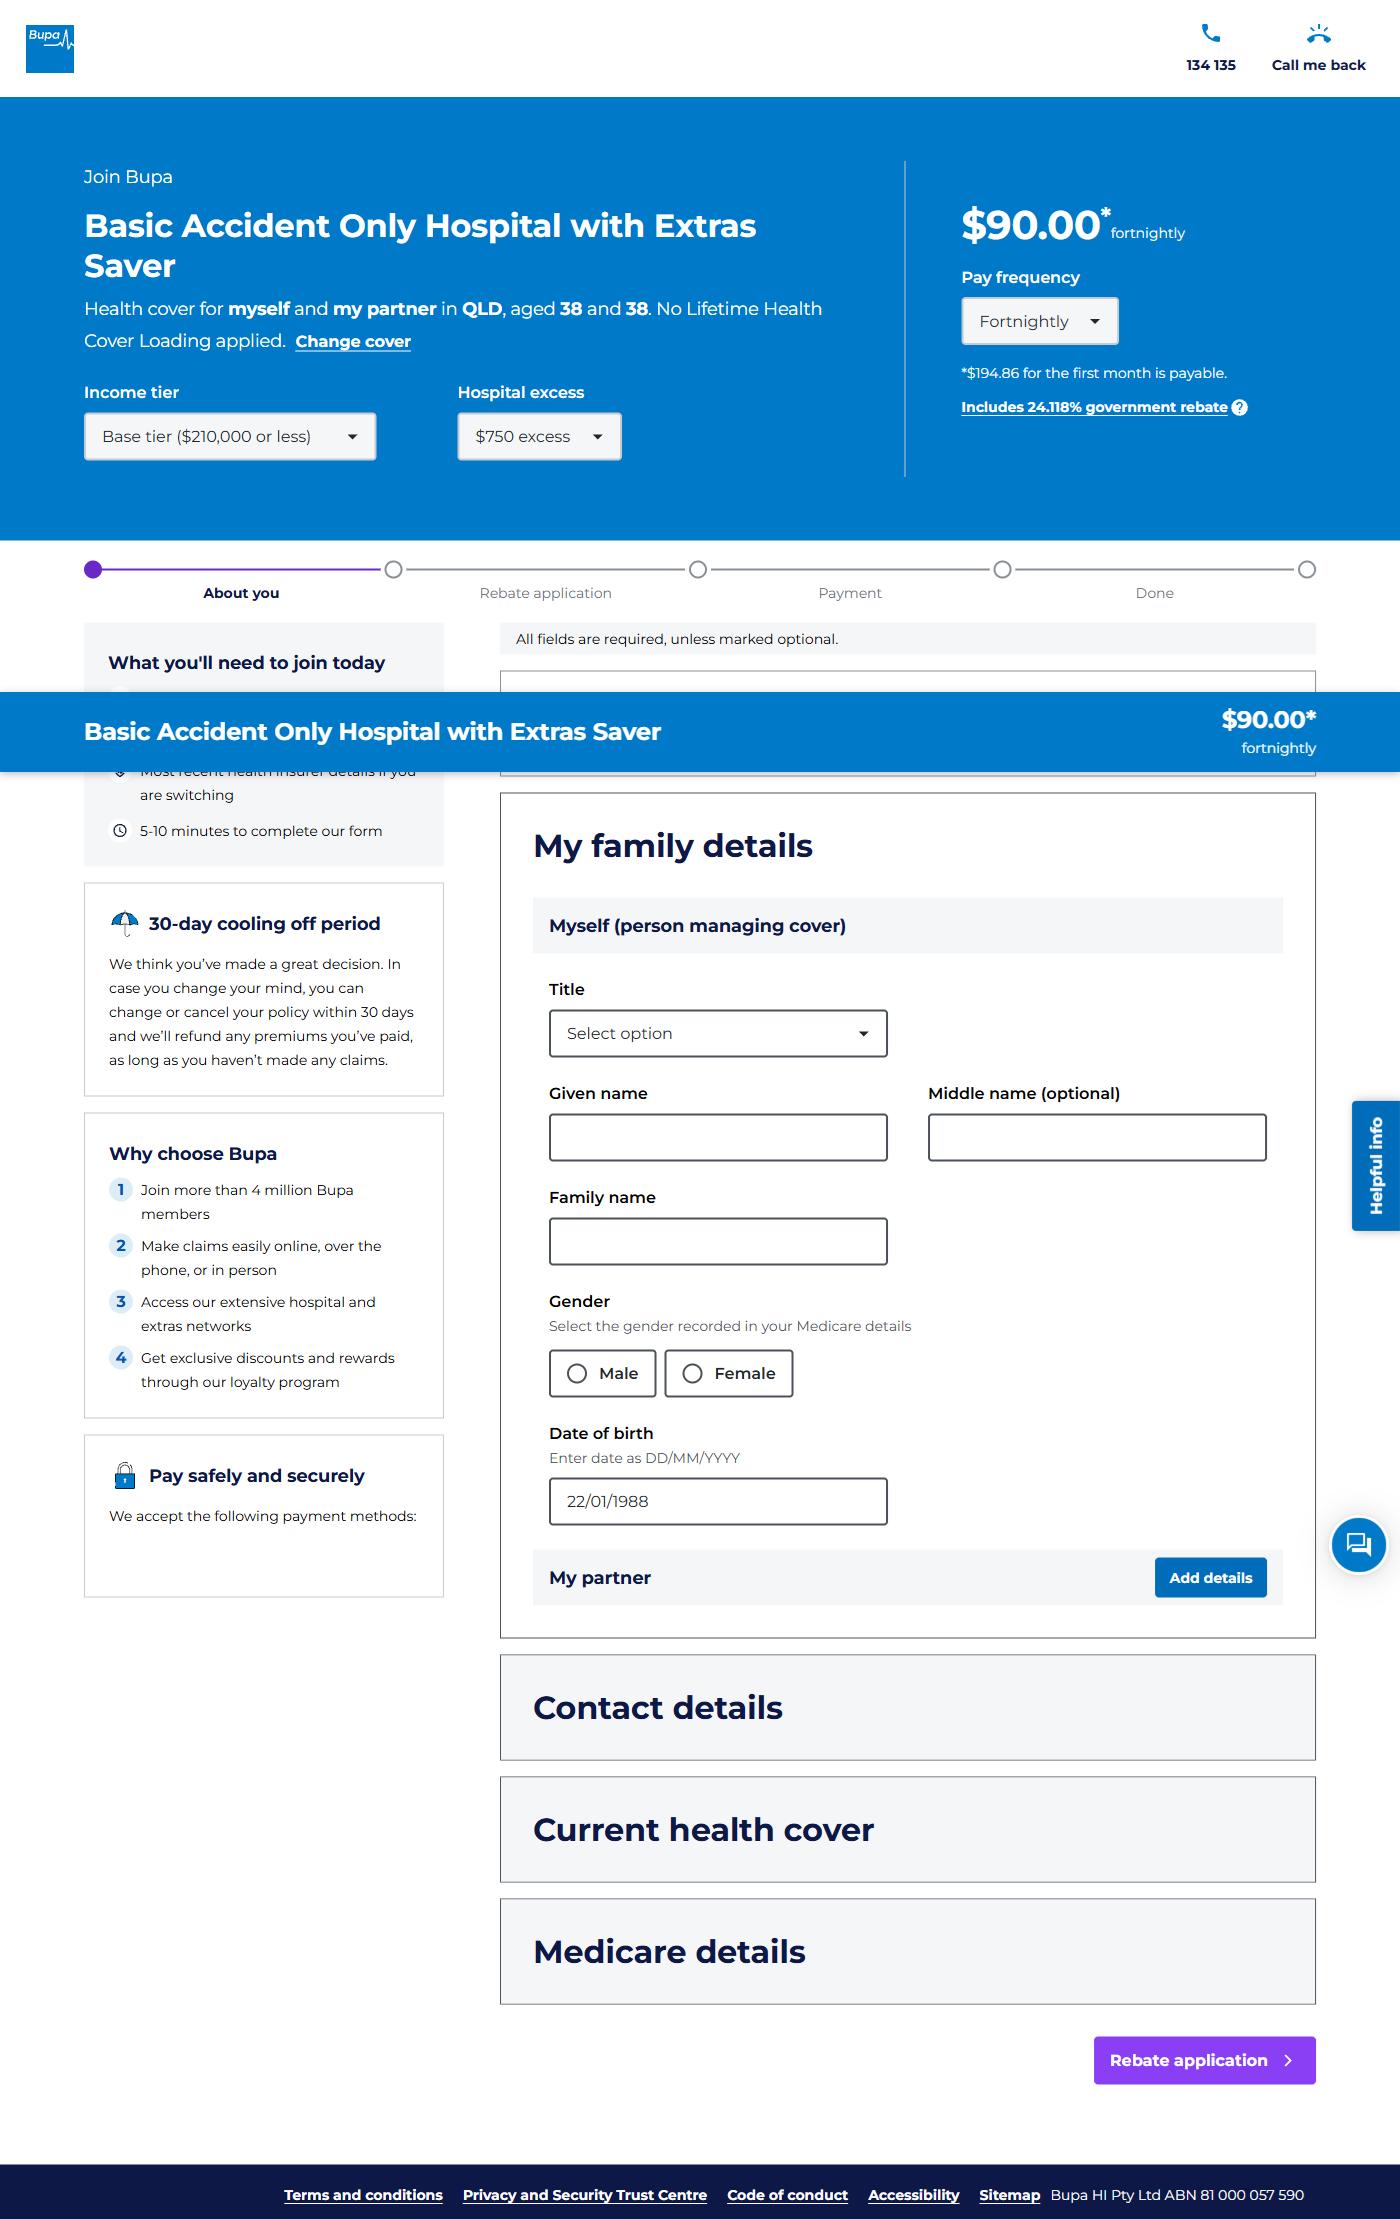 Bupa
134 135
Call me back
Join Bupa
Basic Accident Only Hospital with Extras
Saver
Health cover for myself and my partner in QLD, aged 38 and 38. No Lifetime Health
Cover Loading applied. Change cover
Income tier
Hospital excess
Base tier ($210,000 or less)
$750 excess
$90.00* fortnightly
Pay frequency
Fortnightly
*$194.86 for the first month is payable.
Includes 24.118% government rebate
About you
Rebate application
Payment
Done
What you'll need to join today
All fields are required, unless marked optional.
Basic Accident Only Hospital with Extras Saver
$90.00*
fortnightly
Most recent health insurer details if you
are switching
5-10 minutes to complete our form
30-day cooling off period
We think you’ve made a great decision. In
case you change your mind, you can
change or cancel your policy within 30 days
and we’ll refund any premiums you’ve paid,
as long as you haven’t made any claims.
Why choose Bupa
1 Join more than 4 million Bupa
members
2 Make claims easily online, over the
phone, or in person
3 Access our extensive hospital and
extras networks
4 Get exclusive discounts and rewards
through our loyalty program
Pay safely and securely
We accept the following payment methods:
My family details
Myself (person managing cover)
Title
Select option
Given name
Middle name (optional)
Family name
Gender
Select the gender recorded in your Medicare details
Male
Female
Date of birth
Enter date as DD/MM/YYYY
22/01/1988
My partner
Add details
Contact details
Current health cover
Medicare details
Helpful info
Rebate application
Terms and conditions
Privacy and Security Trust Centre
Code of conduct
Accessibility
Sitemap
Bupa HI Pty Ltd ABN 81 000 057 590